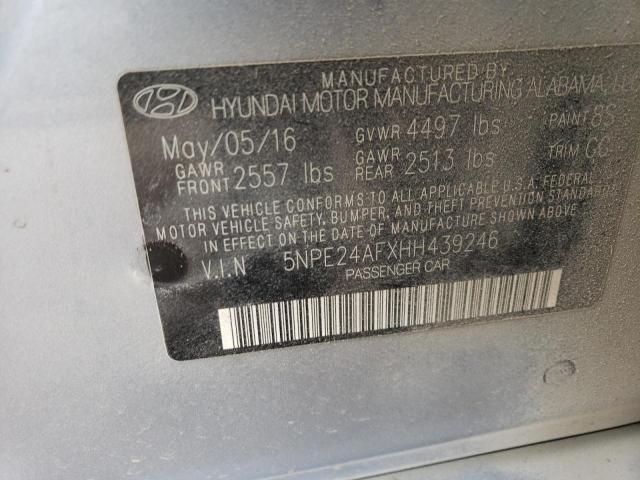 MANUFACTURED BY
HYUNDAI MOTOR MANUFACTURING ALABAMA,
May/05/16 GVWR 4497 lbs PAINT 8S
GAWR FRONT 2557 lbs GAWR REAR 2513 lbs TRIM
THIS VEHICLE CONFORMS TO ALL APPLICABLE U.S.A. FEDERAL
MOTOR VEHICLE SAFETY, BUMPER, AND THEFT PREVENTION STANDARDS
IN EFFECT ON THE DATE OF MANUFACTURE SHOWN ABOVE.
V.I.N 5NPE24AFXHH439246
PASSENGER CAR